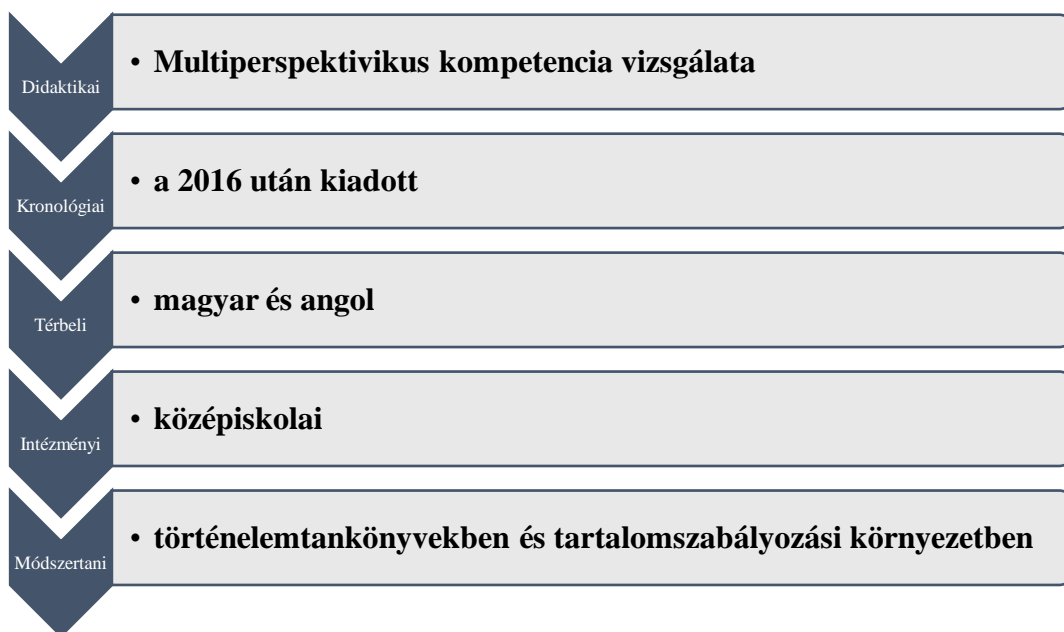 Didaktikai
• Multiperspektivikus kompetencia vizsgálata
Kronológiai
• a 2016 után kiadott
Térbeli
• magyar és angol
Intézményi
• középiskolai
Módszertani
• történelemtankönyvekben és tartalomszabályozási környezetben